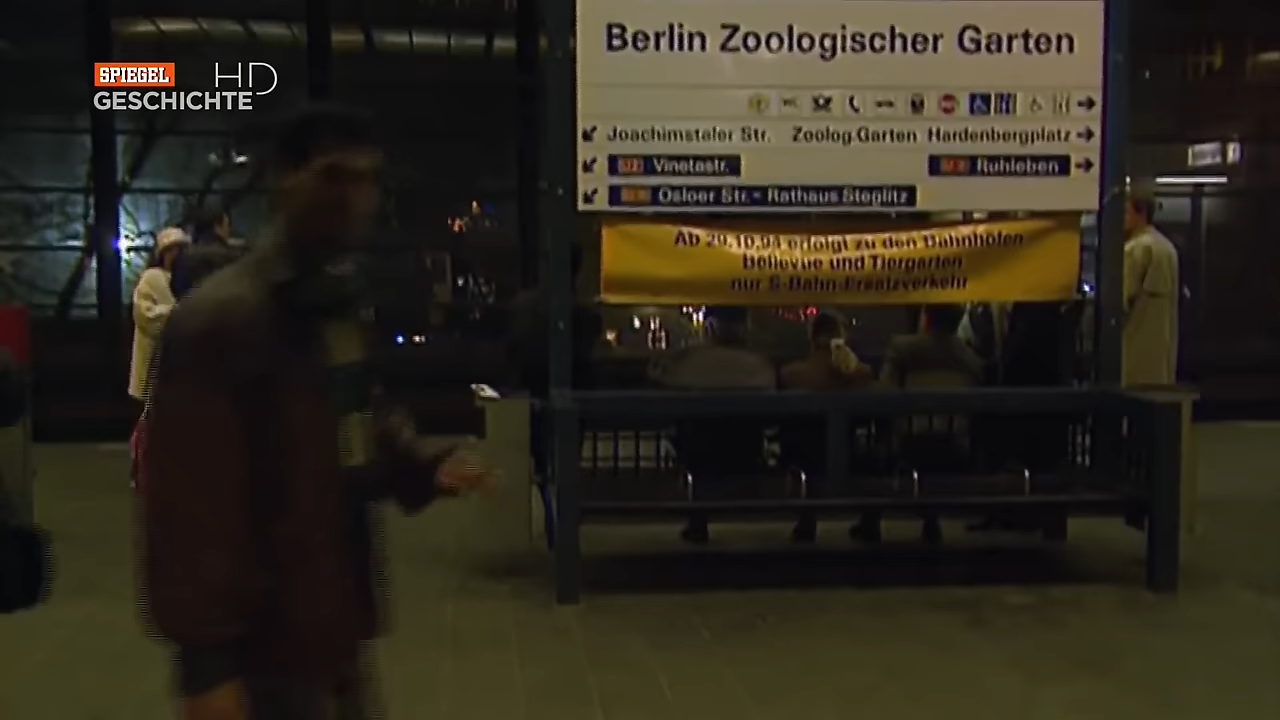 SPIEGEL HD
GESCHICHTE
Berlin Zoologischer Garten
Joachimstaler Str. Zoolog.Garten Hardenbergplatz
Vinetastr. Ruhleben
Osloer Str. - Rathaus Steglitz
Ab 29.10.94 erfolgt zu den Bahnhöfen
Bellevue und Tiergarten
nur S-Bahn-Ersatzverkehr